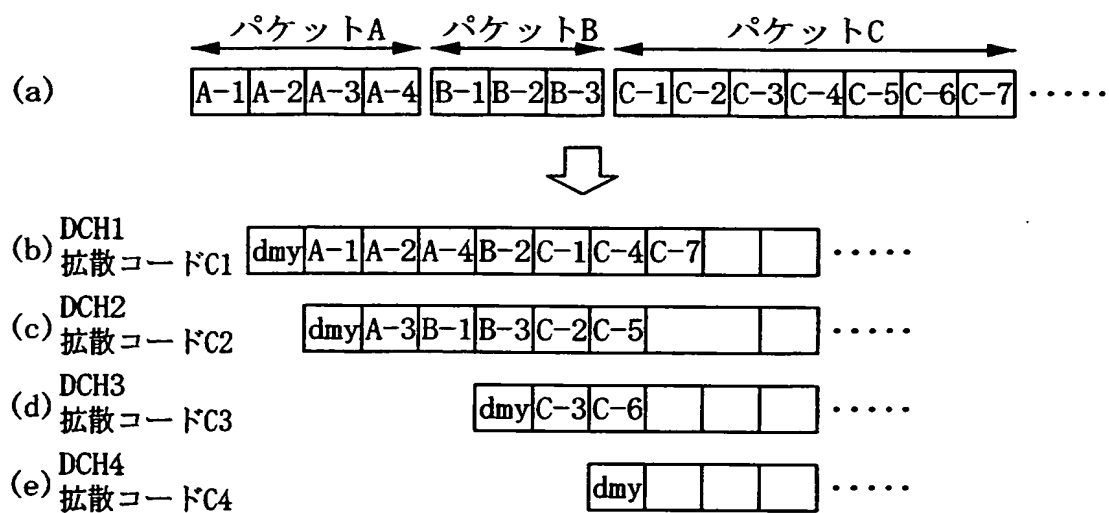 パケットA パケットB パケットC
(a) A-1 A-2 A-3 A-4 B-1 B-2 B-3 C-1 C-2 C-3 C-4 C-5 C-6 C-7 ・・・・・
(b) DCH1
拡散コードC1 dmy A-1 A-2 A-4 B-2 C-1 C-4 C-7 ・・・・・
(c) DCH2
拡散コードC2 dmy A-3 B-1 B-3 C-2 C-5 ・・・・・
(d) DCH3
拡散コードC3 dmy C-3 C-6 ・・・・・
(e) DCH4
拡散コードC4 dmy ・・・・・